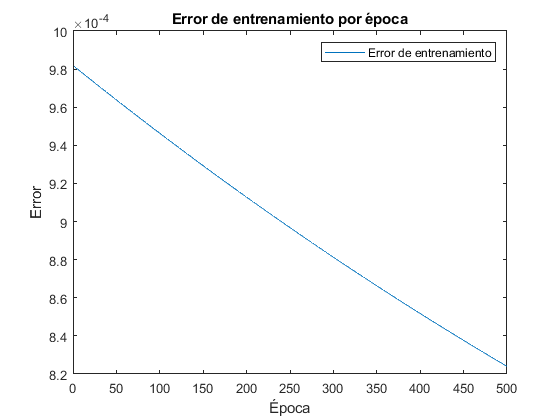 ×10-4
Error de entrenamiento por época
Error de entrenamiento
10
9.8
9.6
9.4
9.2
9
8.8
8.6
8.4
8.2
Error
0 50 100 150 200 250 300 350 400 450 500
Época